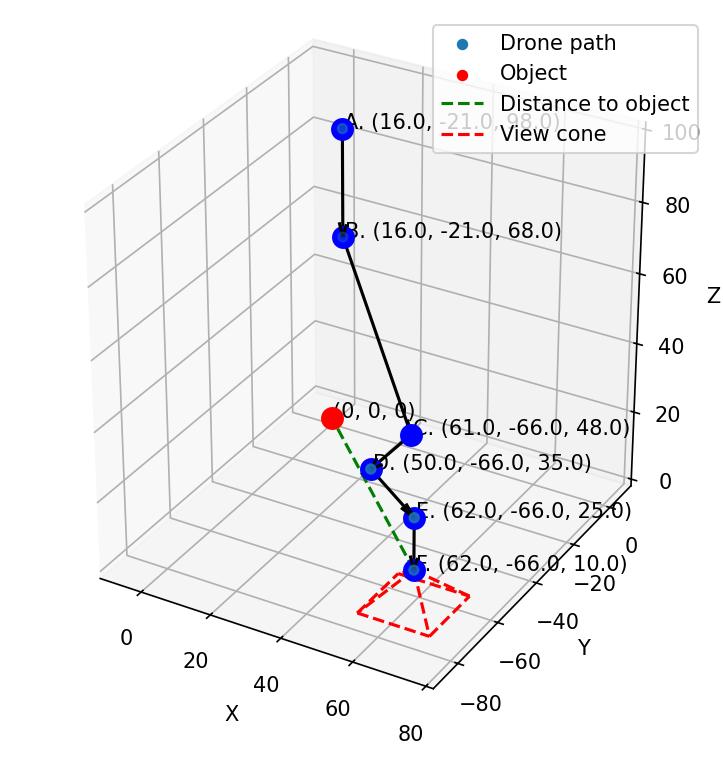 Drone path
Object
Distance to object
View cone
A. (16.0, -21.0, 98.0)
B. (16.0, -21.0, 68.0)
(0, 0, 0)
C. (61.0, -66.0, 48.0)
D. (50.0, -66.0, 35.0)
E. (62.0, -66.0, 25.0)
F. (62.0, -66.0, 10.0)
100
80
60
40
20
0
Z
0
−20
−40
−60
−80
Y
0
20
40
60
80
X